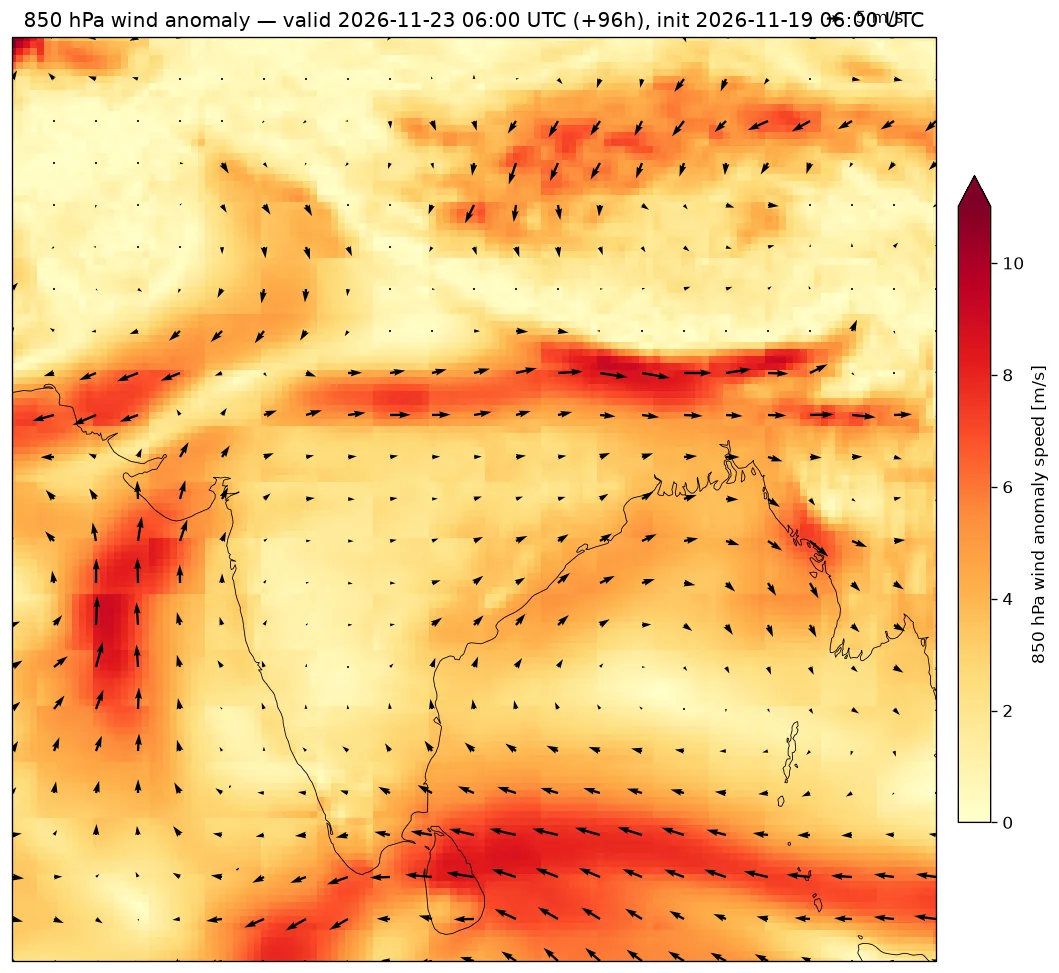 850 hPa wind anomaly — valid 2026-11-23 06:00 UTC (+96h), init 2026-11-19 06:00 UTC
5 m/s
10
8
6
4
2
0
850 hPa wind anomaly speed [m/s]